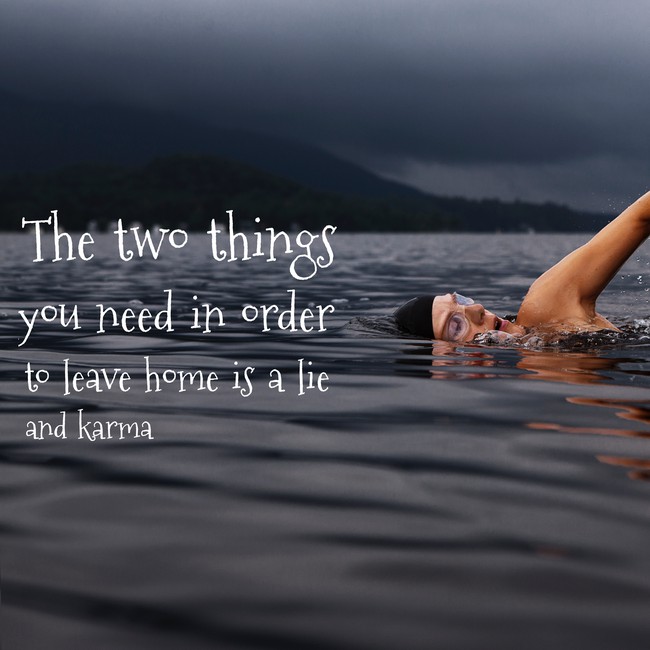 The two things
you need in order
to leave home is a lie
and karma